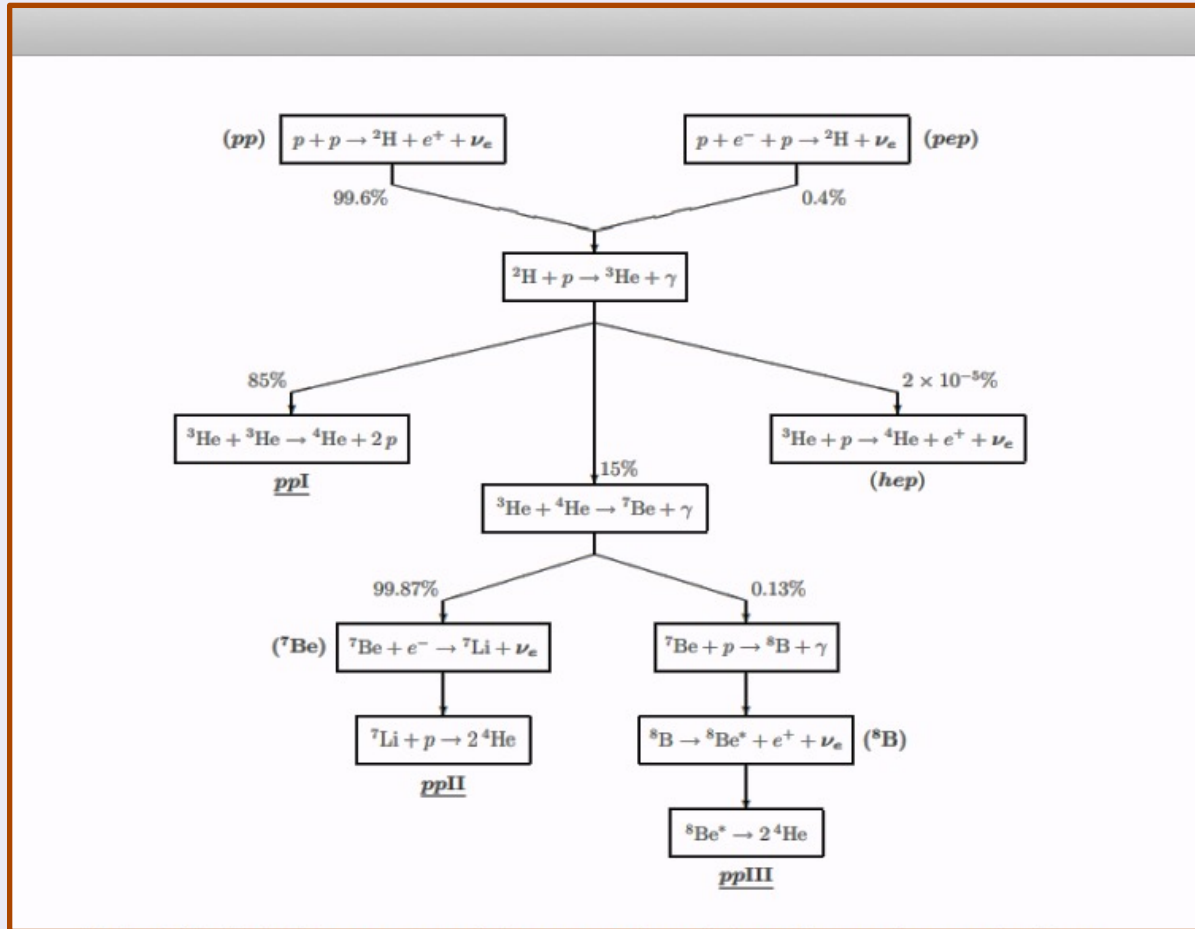 (pp) p + p → ²H + e⁺ + νₑ
p + e⁻ + p → ²H + νₑ (pep)
99.6%
0.4%
²H + p → ³He + γ
85%
2 × 10⁻⁵%
³He + ³He → ⁴He + 2 p
³He + p → ⁴He + e⁺ + νₑ
ppI
(hep)
15%
³He + ⁴He → ⁷Be + γ
99.87%
0.13%
(⁷Be) ⁷Be + e⁻ → ⁷Li + νₑ
⁷Be + p → ⁸B + γ
⁷Li + p → 2 ⁴He
⁸B → ⁸Be* + e⁺ + νₑ (⁸B)
ppII
⁸Be* → 2 ⁴He
ppIII